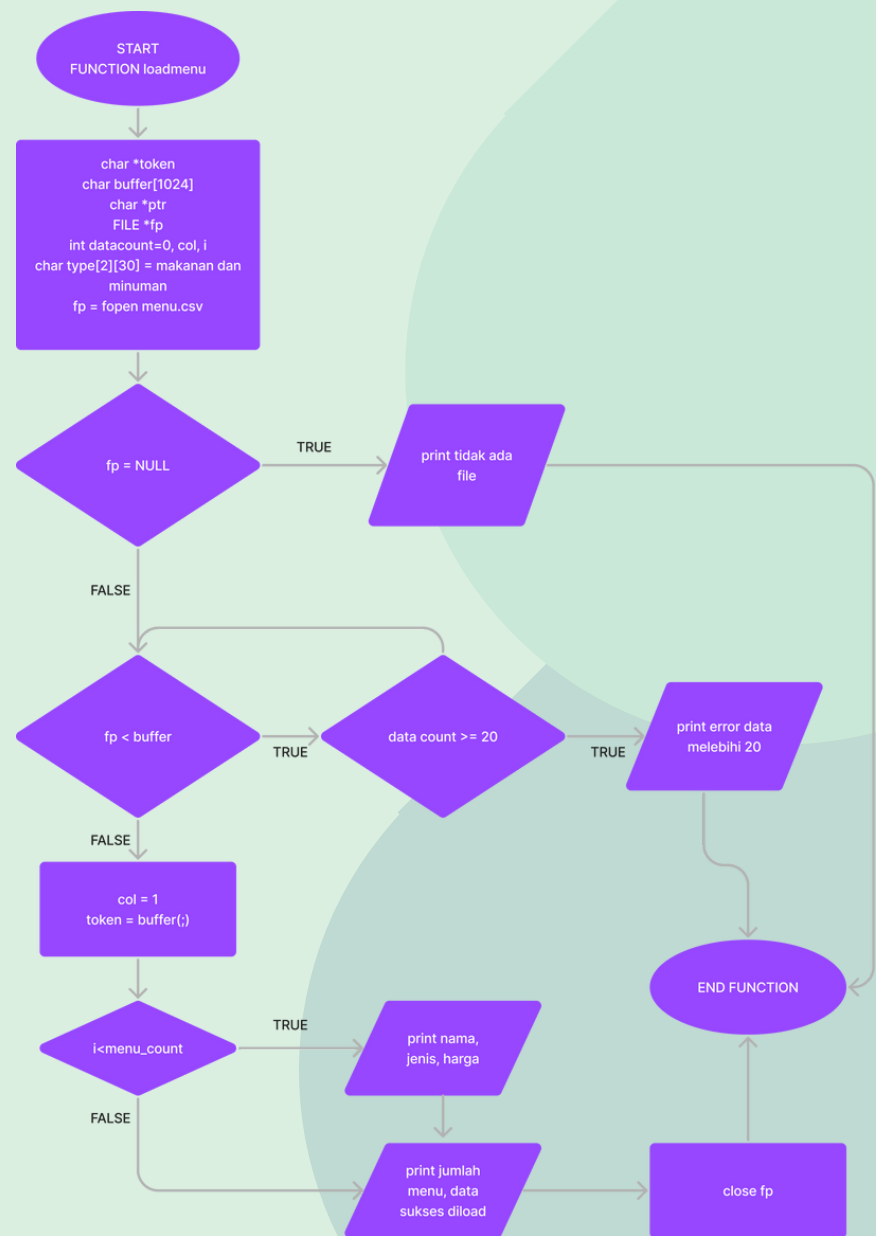 START
FUNCTION loadmenu
char *token
char buffer[1024]
char *ptr
FILE *fp
int datacount=0, col, i
char type[2][30] = makanan dan
minuman
fp = fopen menu.csv
fp = NULL
TRUE
print tidak ada
file
FALSE
fp < buffer
TRUE
data count >= 20
TRUE
print error data
melebihi 20
FALSE
col = 1
token = buffer(;)
END FUNCTION
i<menu_count
TRUE
print nama,
jenis, harga
FALSE
print jumlah
menu, data
sukses diload
close fp